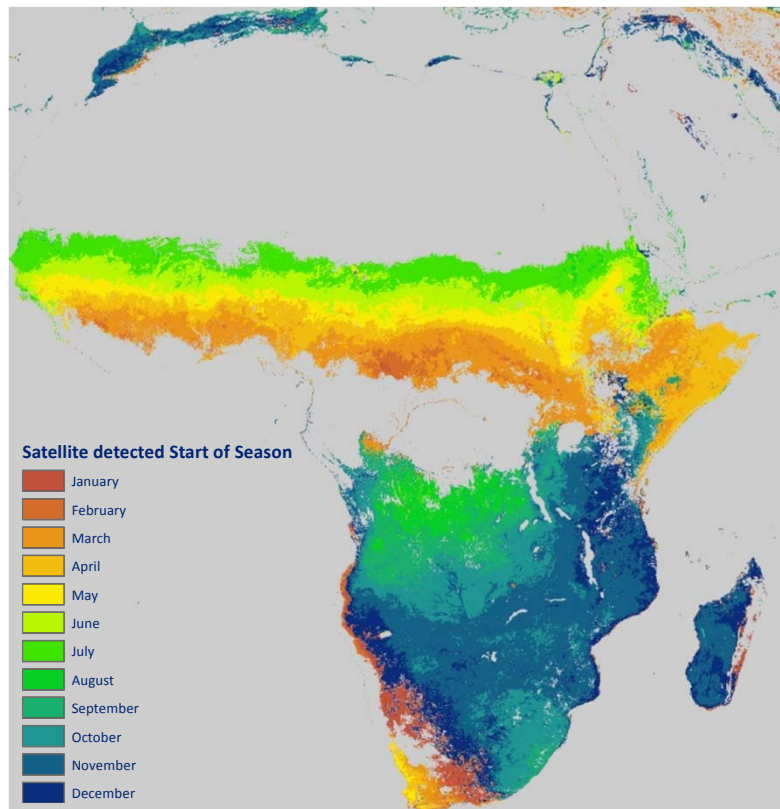 Satellite detected Start of Season
January
February
March
April
May
June
July
August
September
October
November
December